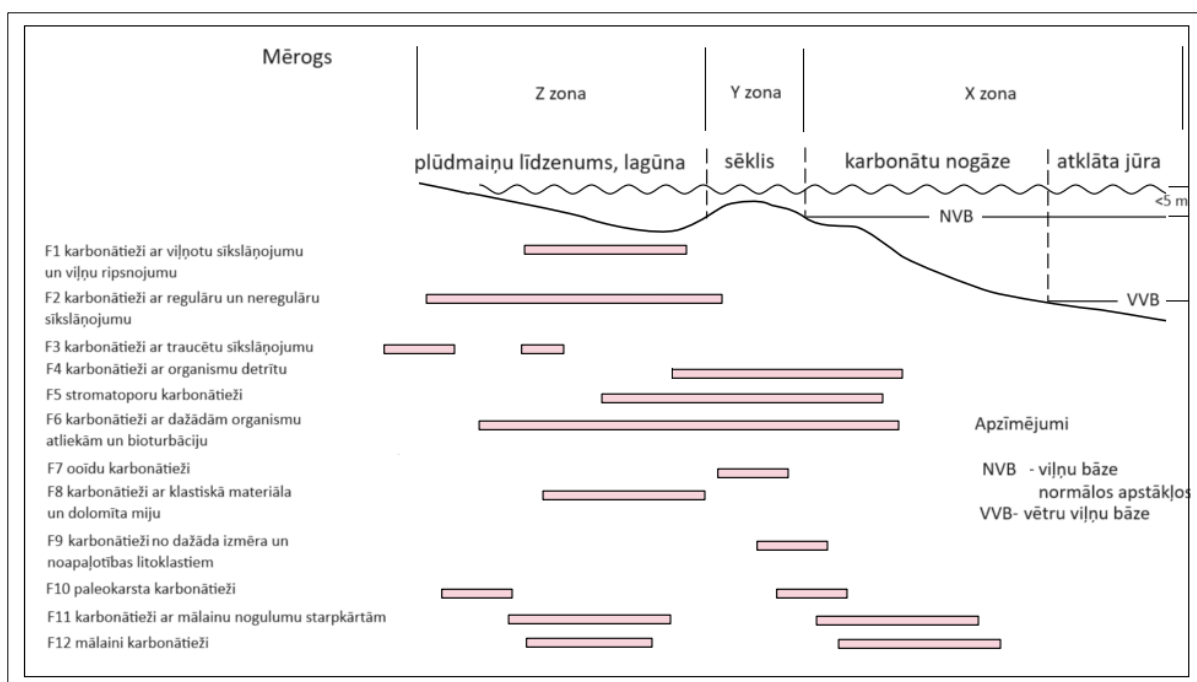 Mērogs
Z zona
Y zona
X zona
plūdmaiņu līdzenums, lagūna
sēklis
karbonātu nogāze
atklāta jūra
<5 m
NVB
VVB
F1 karbonātieži ar viļņotu sīkslāņojumu
un viļņu ripsnojumu
F2 karbonātieži ar regulāru un neregulāru
sīkslāņojumu
F3 karbonātieži ar traucētu sīkslāņojumu
F4 karbonātieži ar organismu detrītu
F5 stromatoporu karbonātieži
F6 karbonātieži ar dažādām organismu
atliekām un bioturbāciju
F7 ooīdu karbonātieži
F8 karbonātieži ar klastiskā materiāla
un dolomīta miju
F9 karbonātieži no dažāda izmēra un
noapaļotības litoklastiem
F10 paleokarsta karbonātieži
F11 karbonātieži ar mālainu nogulumu starpkārtām
F12 mālaini karbonātieži
Apzīmējumi
NVB - viļņu bāze
normālos apstākļos
VVB- vētru viļņu bāze